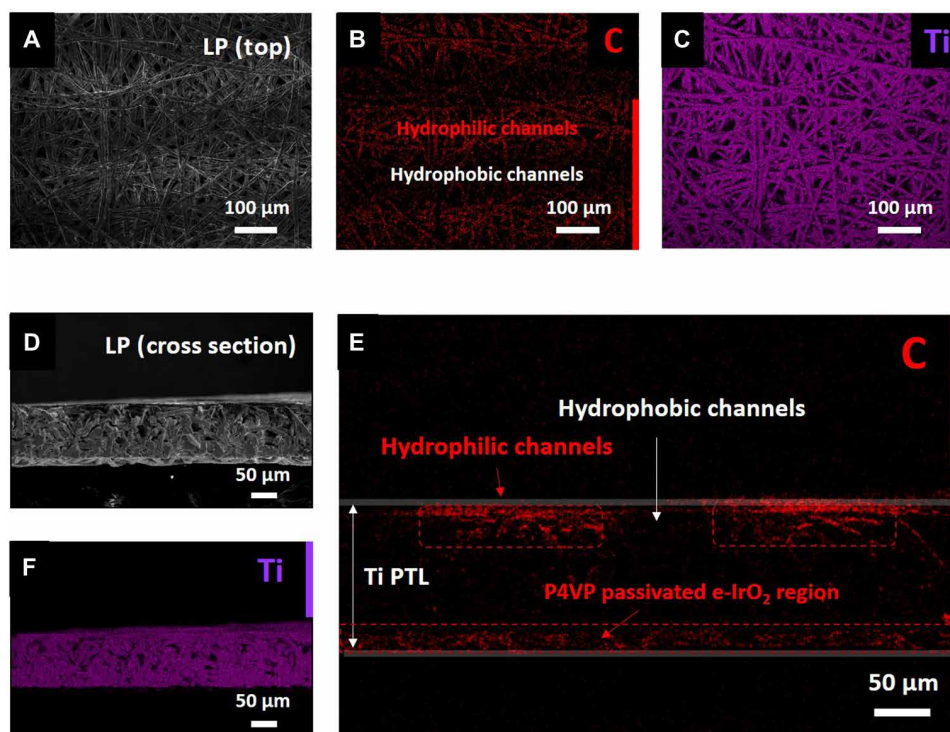 A
LP (top)
100 μm
B
C
Hydrophilic channels
Hydrophobic channels
100 μm
C
Ti
100 μm
D
LP (cross section)
50 μm
E
C
Hydrophobic channels
Hydrophilic channels
Ti PTL
P4VP passivated e-IrO₂ region
50 μm
F
Ti
50 μm